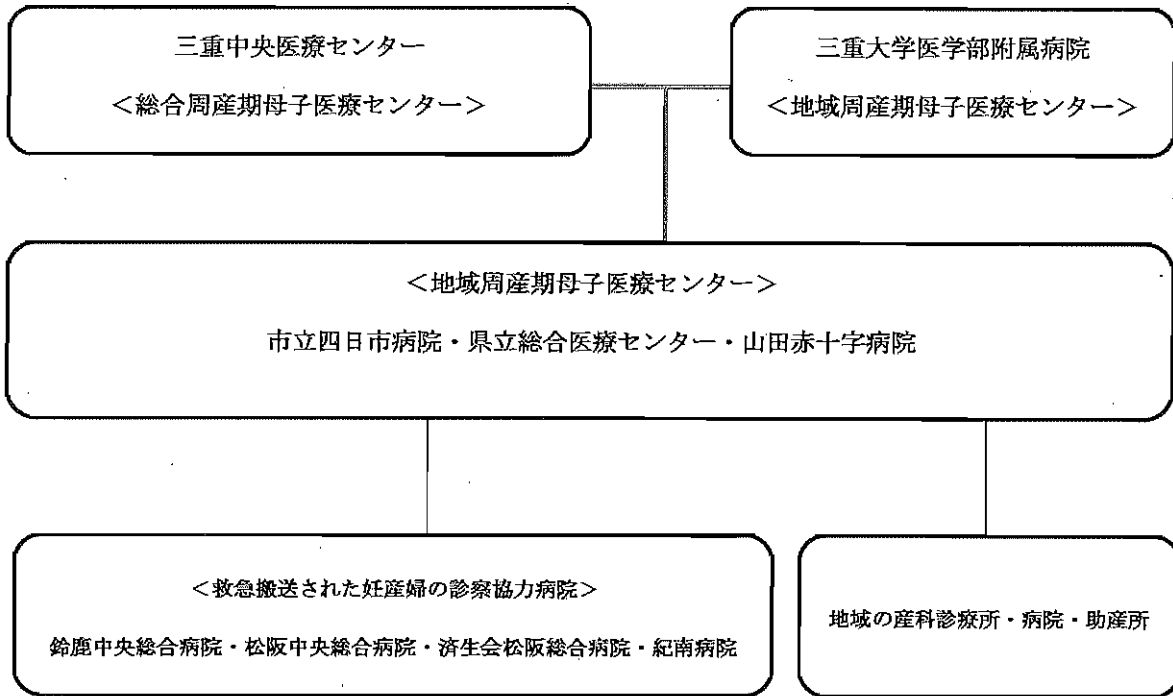 三重中央医療センター
＜総合周産期母子医療センター＞
三重大学医学部附属病院
＜地域周産期母子医療センター＞
＜地域周産期母子医療センター＞
市立四日市病院・県立総合医療センター・山田赤十字病院
＜救急搬送された妊産婦の診察協力病院＞
鈴鹿中央総合病院・松阪中央総合病院・済生会松阪総合病院・紀南病院
地域の産科診療所・病院・助産所